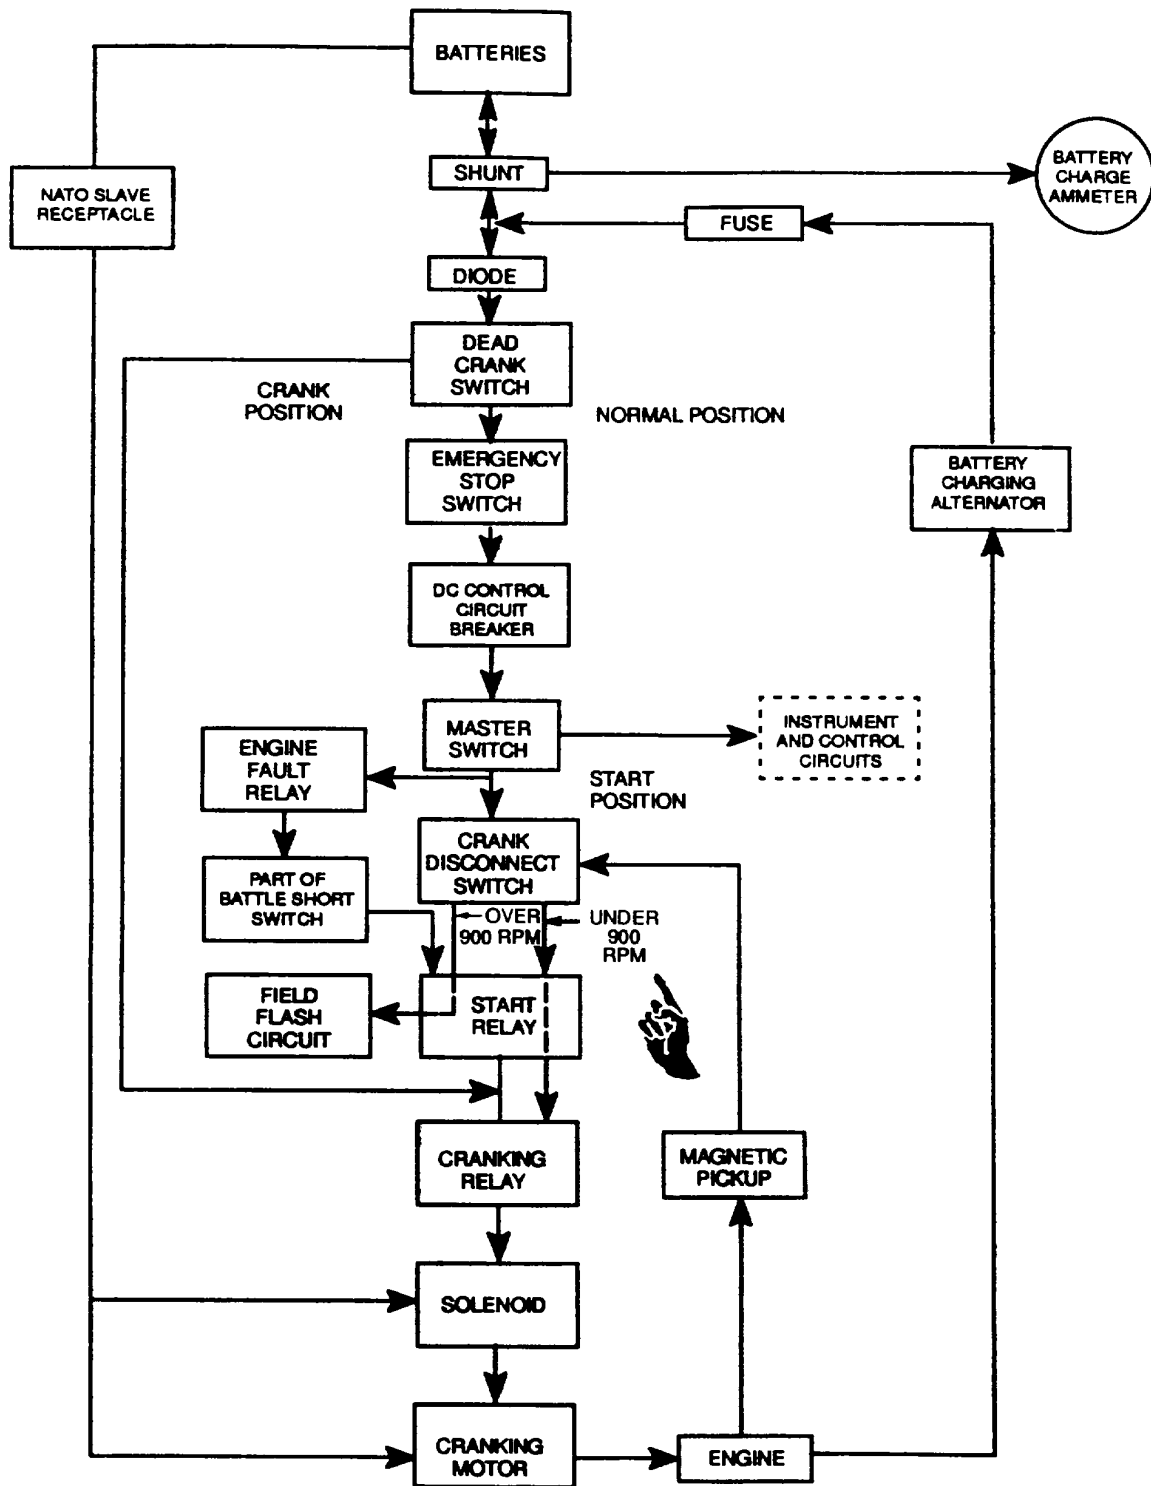 BATTERIES
SHUNT
BATTERY
CHARGE
AMMETER
NATO SLAVE
RECEPTACLE
FUSE
DIODE
DEAD
CRANK
SWITCH
CRANK
POSITION
NORMAL POSITION
EMERGENCY
STOP
SWITCH
BATTERY
CHARGING
ALTERNATOR
DC CONTROL
CIRCUIT
BREAKER
MASTER
SWITCH
INSTRUMENT
AND CONTROL
CIRCUITS
ENGINE
FAULT
RELAY
START
POSITION
CRANK
DISCONNECT
SWITCH
PART OF
BATTLE SHORT
SWITCH
OVER
900 RPM
UNDER
900
RPM
FIELD
FLASH
CIRCUIT
START
RELAY
CRANKING
RELAY
MAGNETIC
PICKUP
SOLENOID
CRANKING
MOTOR
ENGINE